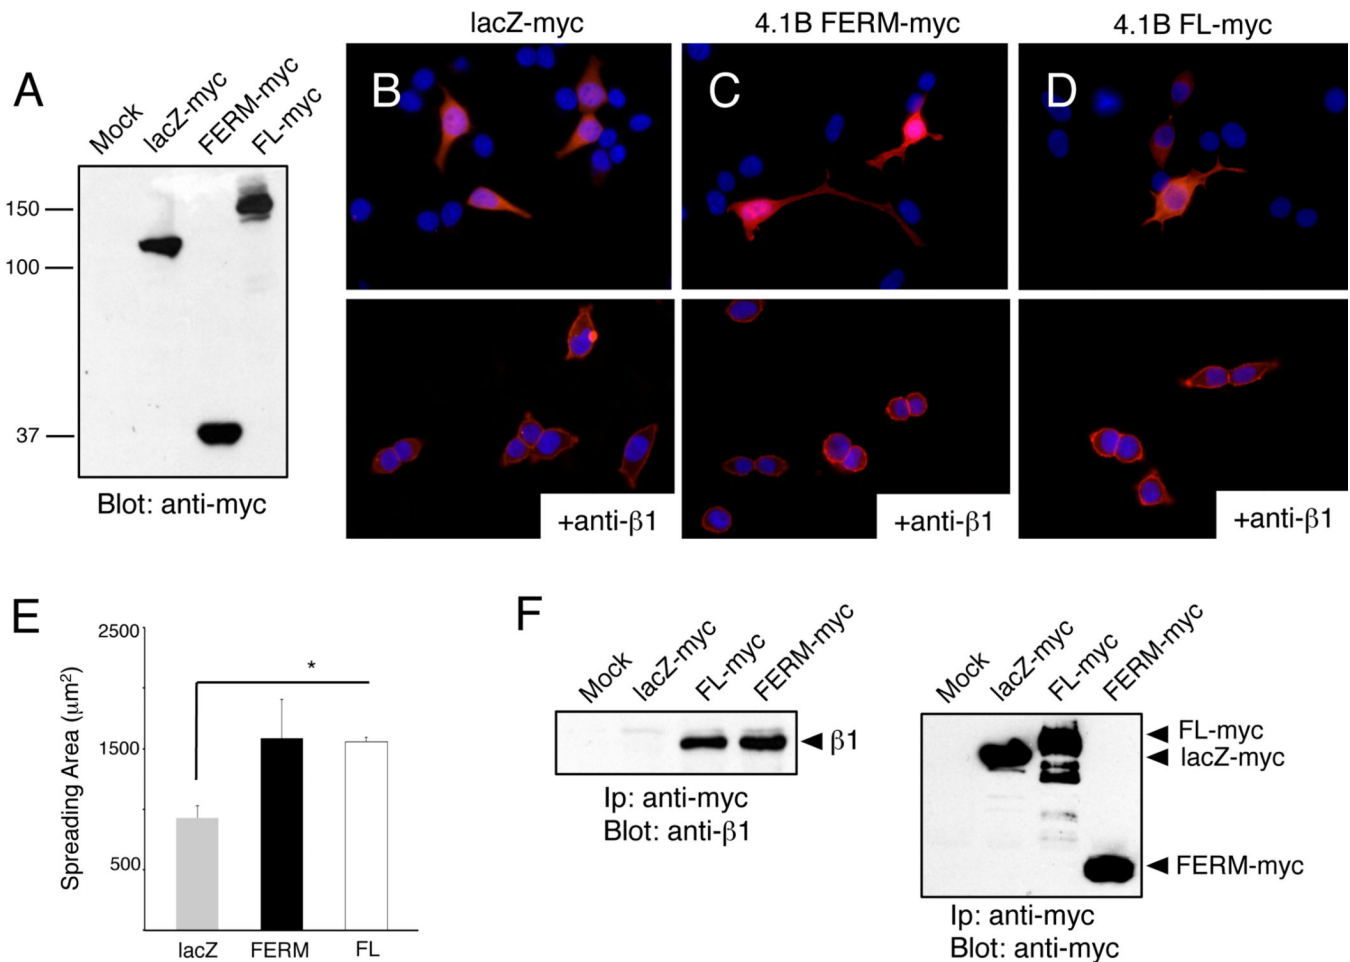 lacZ-myc
4.1B FERM-myc
4.1B FL-myc
A
Mock
lacZ-myc
FERM-myc
FL-myc
150
100
37
Blot: anti-myc
B
C
D
+anti-β1
+anti-β1
+anti-β1
E
2500
1500
500
Spreading Area (μm²)
*
lacZ
FERM
FL
F
Mock
lacZ-myc
FL-myc
FERM-myc
β1
Ip: anti-myc
Blot: anti-β1
Mock
lacZ-myc
FL-myc
FERM-myc
FL-myc
lacZ-myc
FERM-myc
Ip: anti-myc
Blot: anti-myc